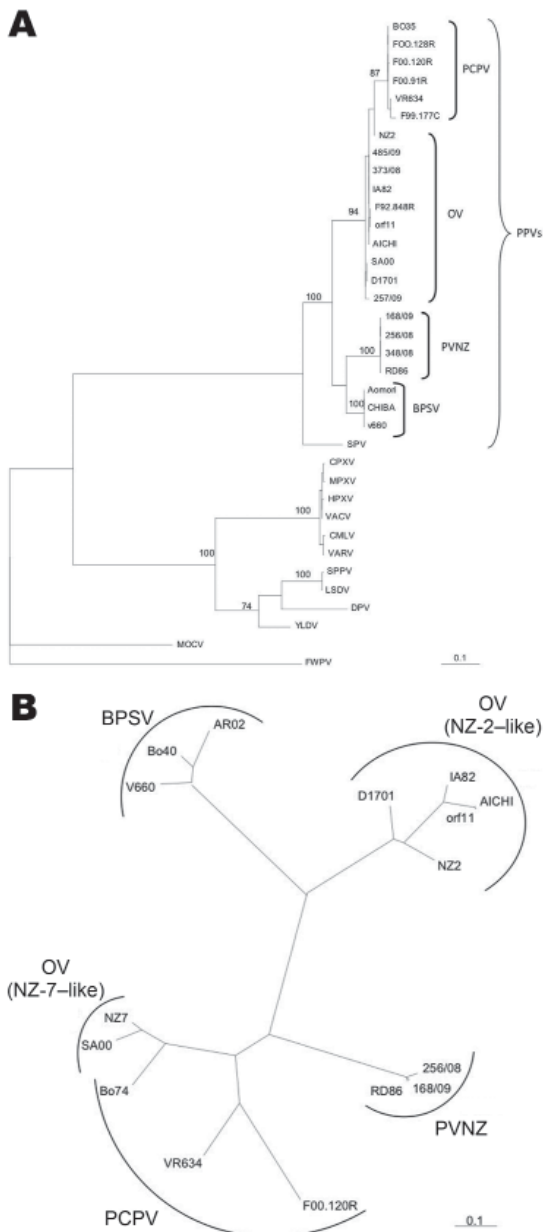 A
BO35
FOO.128R
F00.120R
F00.91R
VR634
F99.177C
87
PCPV
NZ2
485/09
373/08
IA82
F92.848R
orf11
AICHI
SA00
D1701
257/09
94
OV
PPVs
100
168/09
256/08
348/08
RD86
100
PVNZ
Aomori
CHIBA
v660
100
BPSV
SPV
CPXV
MPXV
HPXV
VACV
CMLV
VARV
100
100
SPPV
LSDV
100
DPV
74
YLDV
MOCV
FWPV
0.1
B
BPSV
AR02
Bo40
V660
OV
(NZ-2–like)
IA82
D1701
AICHI
orf11
NZ2
OV
(NZ-7–like)
NZ7
SA00
Bo74
VR634
F00.120R
PCPV
256/08
RD86
168/09
PVNZ
0.1